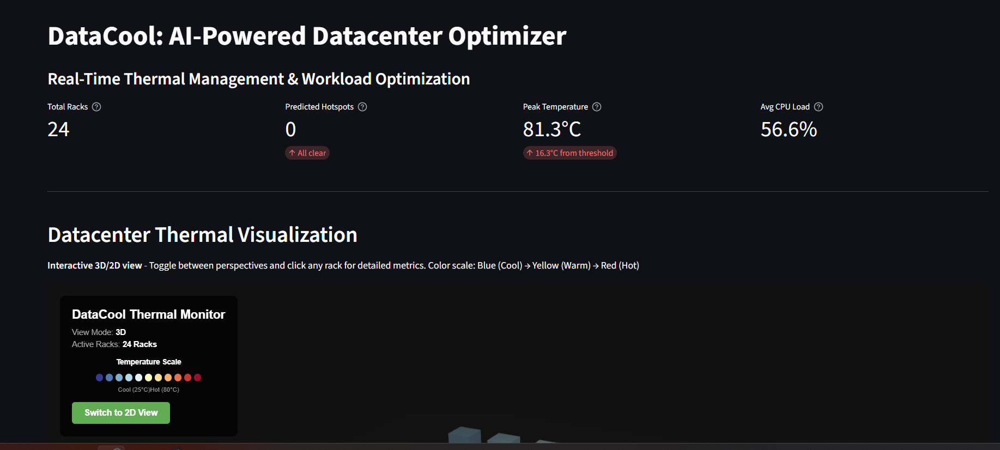 DataCool: AI-Powered Datacenter Optimizer
Real-Time Thermal Management & Workload Optimization
Total Racks
24
Predicted Hotspots
0
↑ All clear
Peak Temperature
81.3°C
↑ 16.3°C from threshold
Avg CPU Load
56.6%
Datacenter Thermal Visualization
Interactive 3D/2D view - Toggle between perspectives and click any rack for detailed metrics. Color scale: Blue (Cool) → Yellow (Warm) → Red (Hot)
DataCool Thermal Monitor
View Mode: 3D
Active Racks: 24 Racks
Temperature Scale
Cool (25°C)Hot (80°C)
Switch to 2D View